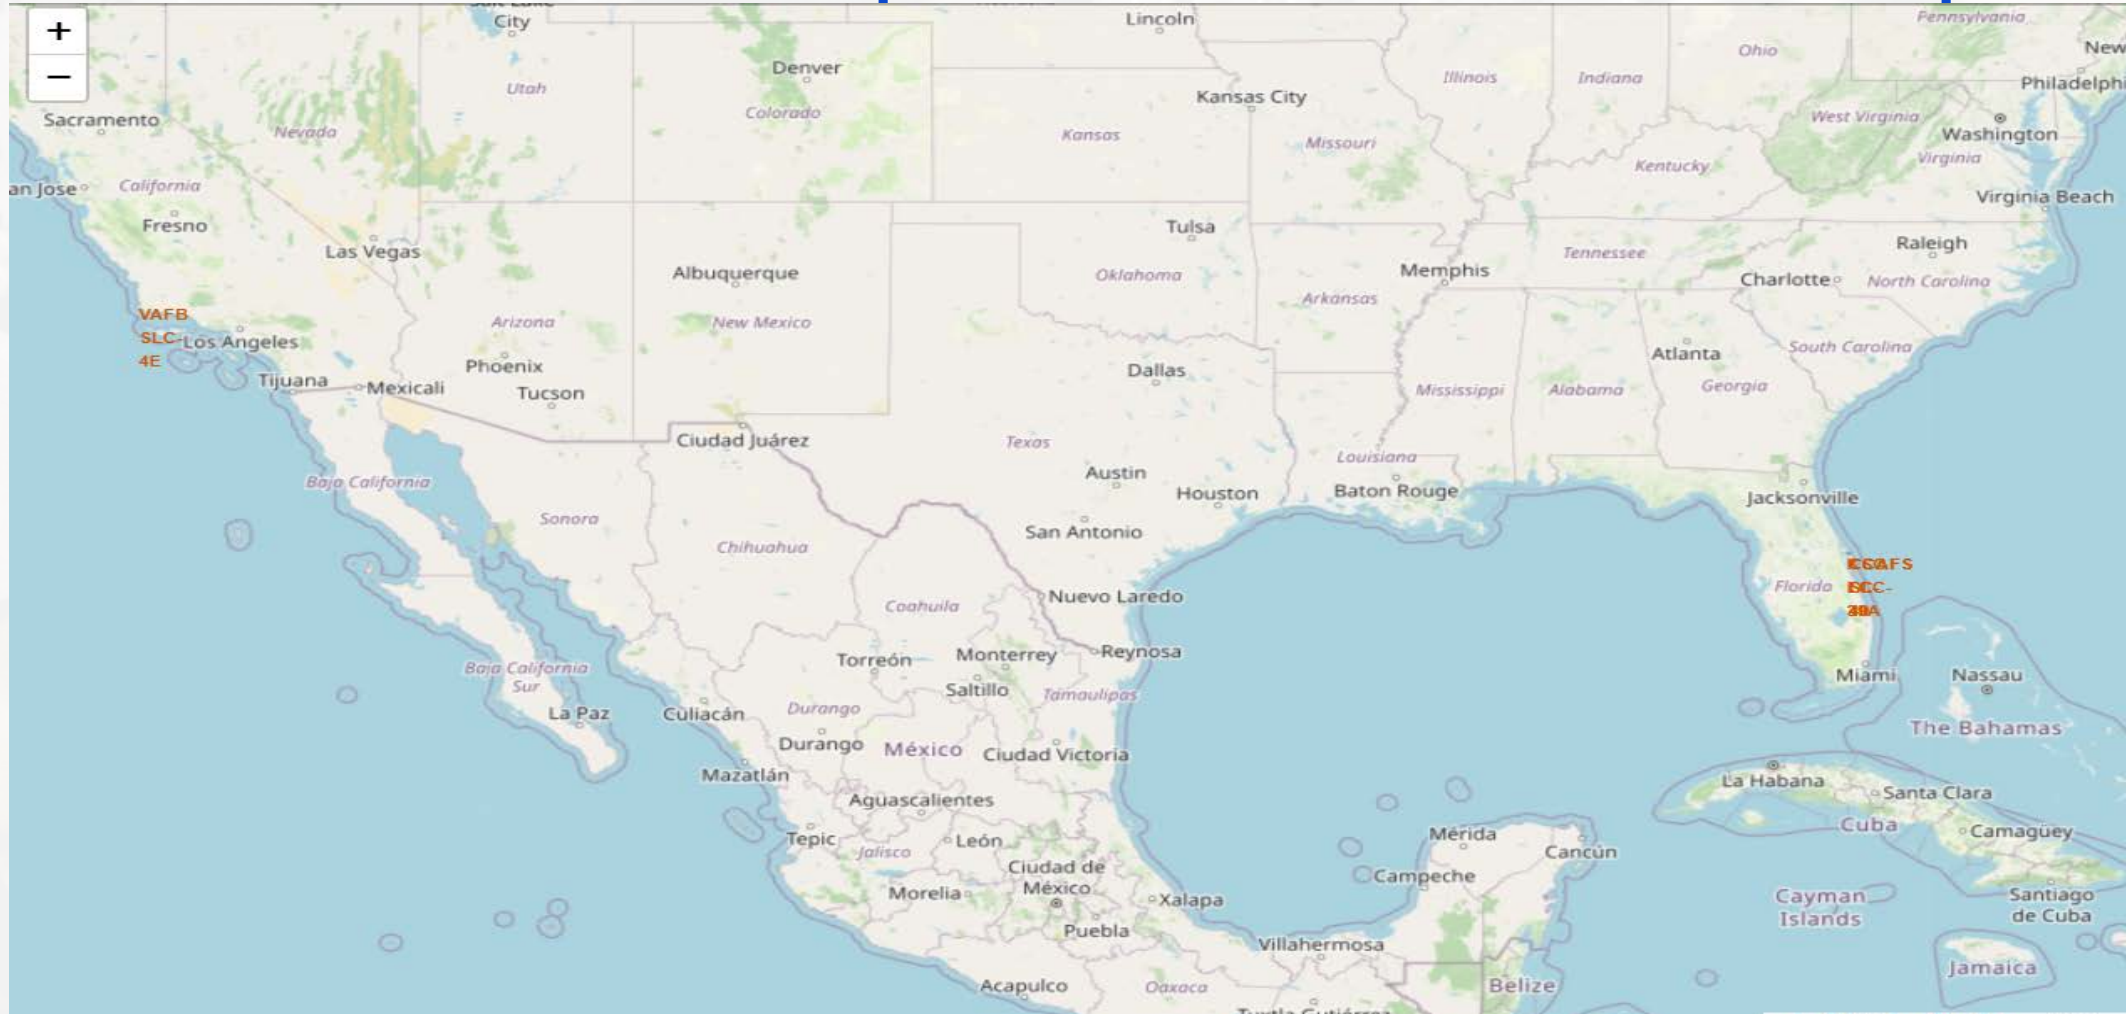 +
−
City
Lincoln
Pennsylvania
Denver
Ohio
New
Utah
Illinois
Indiana
Philadelphi
Kansas City
Colorado
Sacramento
West Virginia
Nevada
Kansas
Missouri
Washington
Virginia
Kentucky
California
an Jose
Virginia Beach
Fresno
Tulsa
Las Vegas
Raleigh
Tennessee
Albuquerque
Memphis
Oklahoma
Charlotte
North Carolina
Arkansas
VAFB
SLC-
4E
Los Angeles
Arizona
New Mexico
Atlanta
South Carolina
Phoenix
Dallas
Tijuana
Mexicali
Tucson
Mississippi
Alabama
Georgia
Ciudad Juárez
Texas
Louisiana
Austin
Baja California
Houston
Baton Rouge
Jacksonville
Sonora
San Antonio
Chihuahua
Florida
Coahuila
Nuevo Laredo
Torreón
Monterrey
Reynosa
Baja California
Sur
Saltillo
Tamaulipas
Miami
Nassau
La Paz
Culiacán
Durango
The Bahamas
Durango
México
Ciudad Victoria
Mazatlán
La Habana
Santa Clara
Aguascalientes
Cuba
Camagüey
Tepic
León
Mérida
Jalisco
Cancún
Ciudad de
México
Campeche
Morelia
Xalapa
Cayman
Islands
Santiago
de Cuba
Puebla
Villahermosa
Jamaica
Acapulco
Oaxaca
Belize